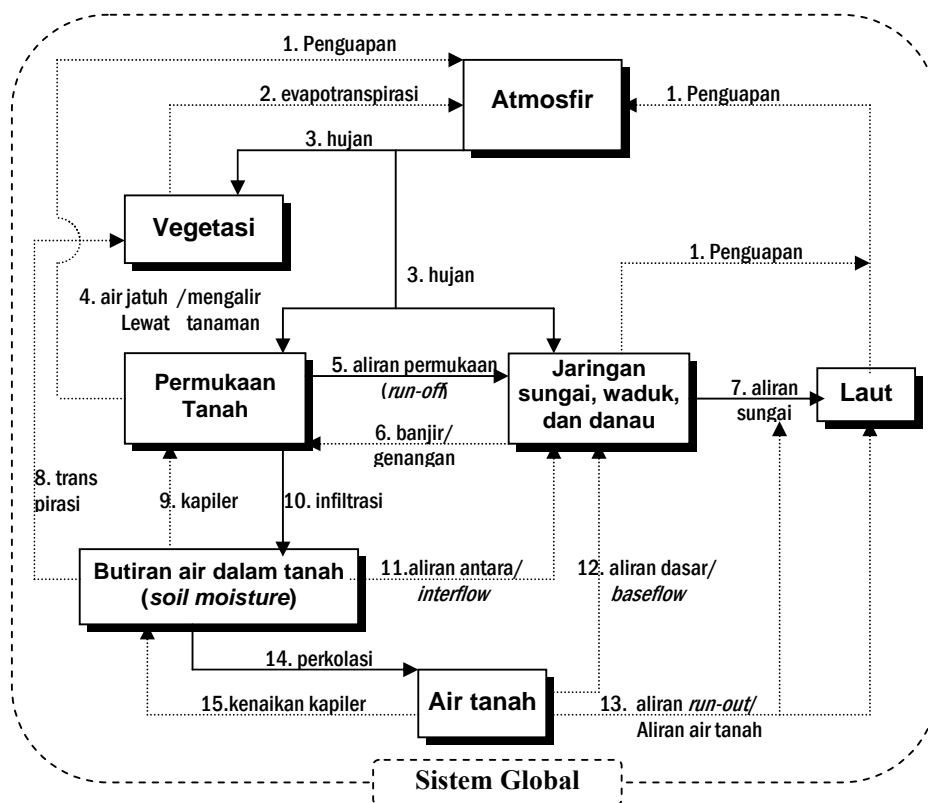 1. Penguapan
Atmosfir
2. evapotranspirasi
1. Penguapan
3. hujan
Vegetasi
1. Penguapan
3. hujan
4. air jatuh /mengalir
Lewat tanaman
Permukaan
Tanah
5. aliran permukaan
(run-off)
Jaringan
sungai, waduk,
dan danau
7. aliran
sungai
Laut
6. banjir/
genangan
8. trans
pirasi
9. kapiler
10. infiltrasi
Butiran air dalam tanah
(soil moisture)
11.aliran antara/
interflow
12. aliran dasar/
baseflow
14. perkolasi
15.kenaikan kapiler
Air tanah
13. aliran run-out/
Aliran air tanah
Sistem Global